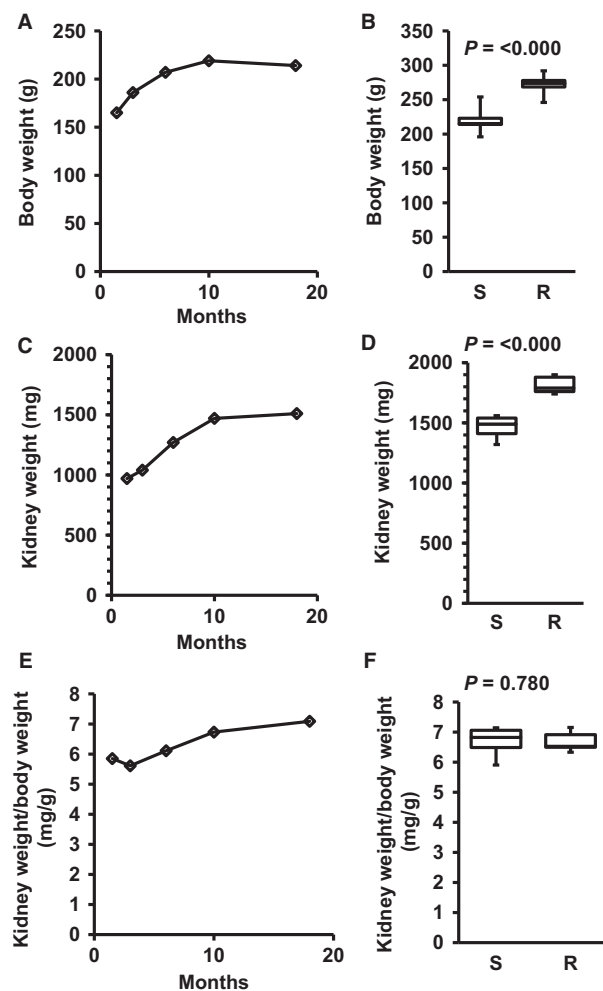 A
Body weight (g)
250
200
150
100
50
0
0 10 20
Months
B
P = <0.000
Body weight (g)
350
300
250
200
150
100
50
0
S R
C
Kidney weight (mg)
2000
1500
1000
500
0
0 10 20
Months
D
P = <0.000
Kidney weight (mg)
2000
1500
1000
500
0
S R
E
Kidney weight/body weight
(mg/g)
8
7
6
5
4
3
2
1
0
0 10 20
Months
F
P = 0.780
Kidney weight/body weight
(mg/g)
8
7
6
5
4
3
2
1
0
S R